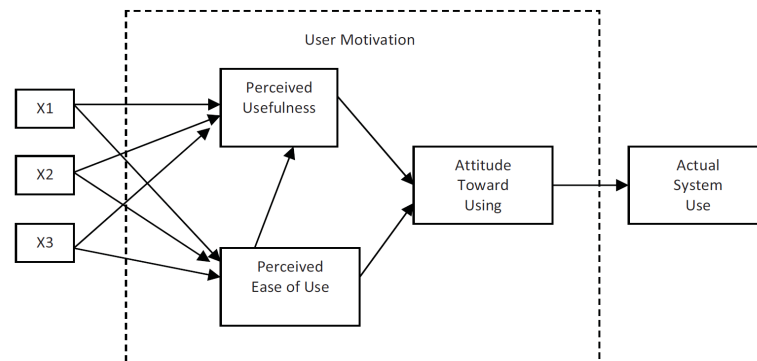 User Motivation
X1
X2
X3
Perceived
Usefulness
Perceived
Ease of Use
Attitude
Toward
Using
Actual
System
Use